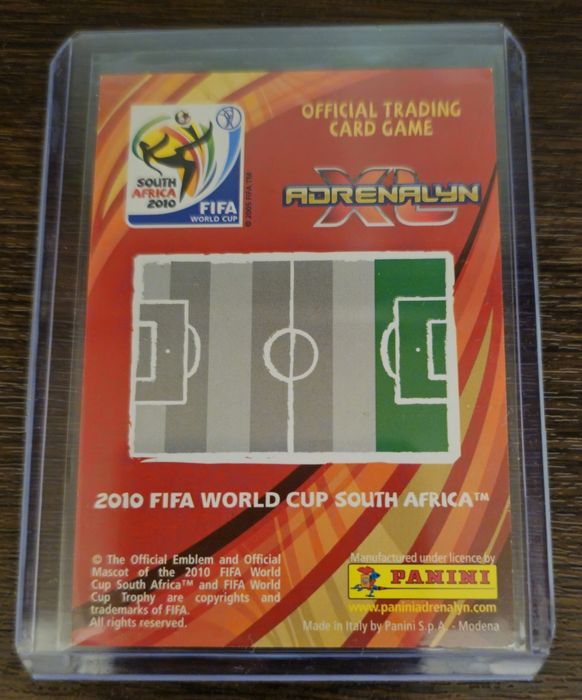 OFFICIAL TRADING
CARD GAME
SOUTH
AFRICA
2010
FIFA
WORLD CUP
© 2005 FIFA TM
ADRENALYN
XL
2010 FIFA WORLD CUP SOUTH AFRICA™
© The Official Emblem and Official
Mascot of the 2010 FIFA World
Cup South Africa™ and FIFA World
Cup Trophy are copyrights and
trademarks of FIFA.
All rights reserved.
Manufactured under licence by
PANINI
www.paniniadrenalyn.com
Made in Italy by Panini S.p.A. - Modena